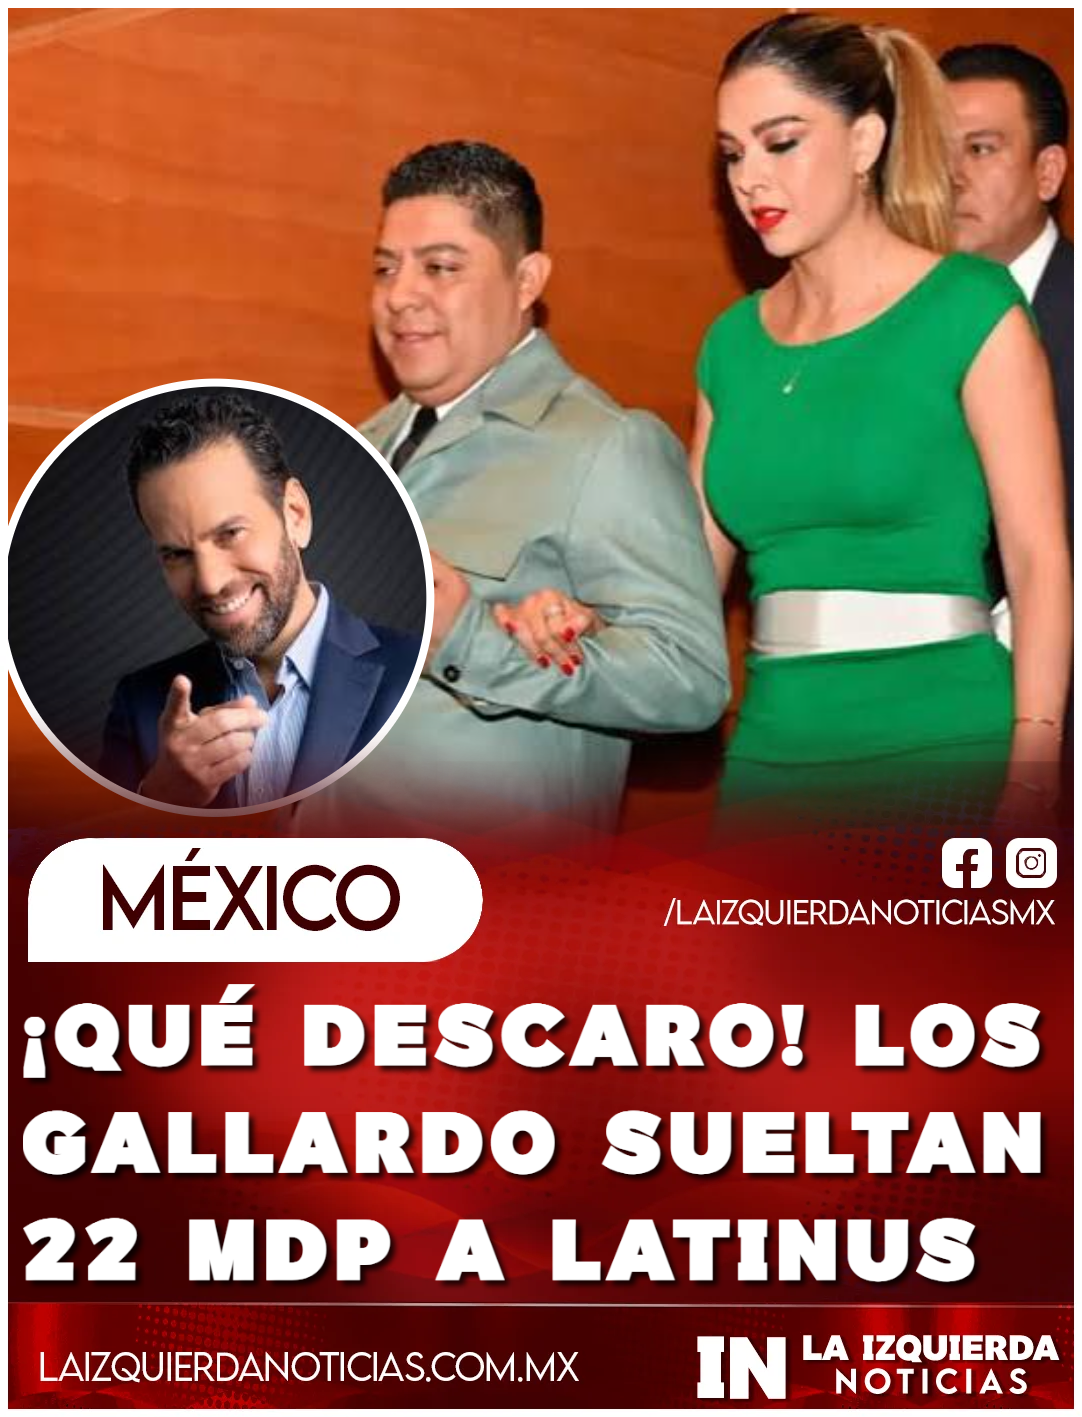 MÉXICO
/LAIZQUIERDANOTICIASMX
¡QUÉ DESCARO! LOS
GALLARDO SUELTAN
22 MDP A LATINUS
LAIZQUIERDANOTICIAS.COM.MX
IN LA IZQUIERDA
NOTICIAS